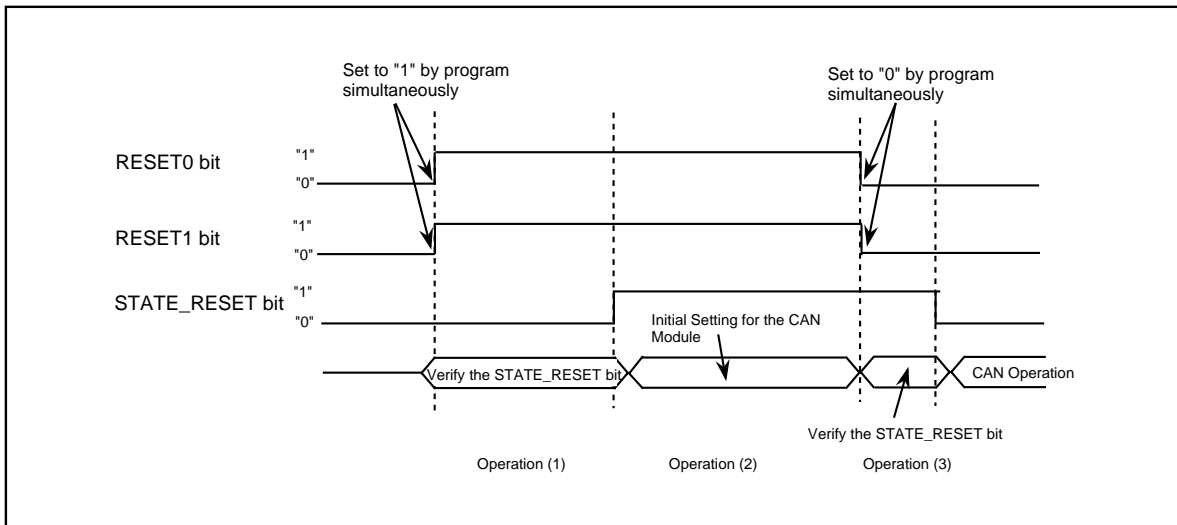 Set to "1" by program
simultaneously
Set to "0" by program
simultaneously
RESET0 bit
"1"
"0"
RESET1 bit
"1"
"0"
STATE_RESET bit
"1"
"0"
Initial Setting for the CAN
Module
Verify the STATE_RESET bit
CAN Operation
Verify the STATE_RESET bit
Operation (1)
Operation (2)
Operation (3)